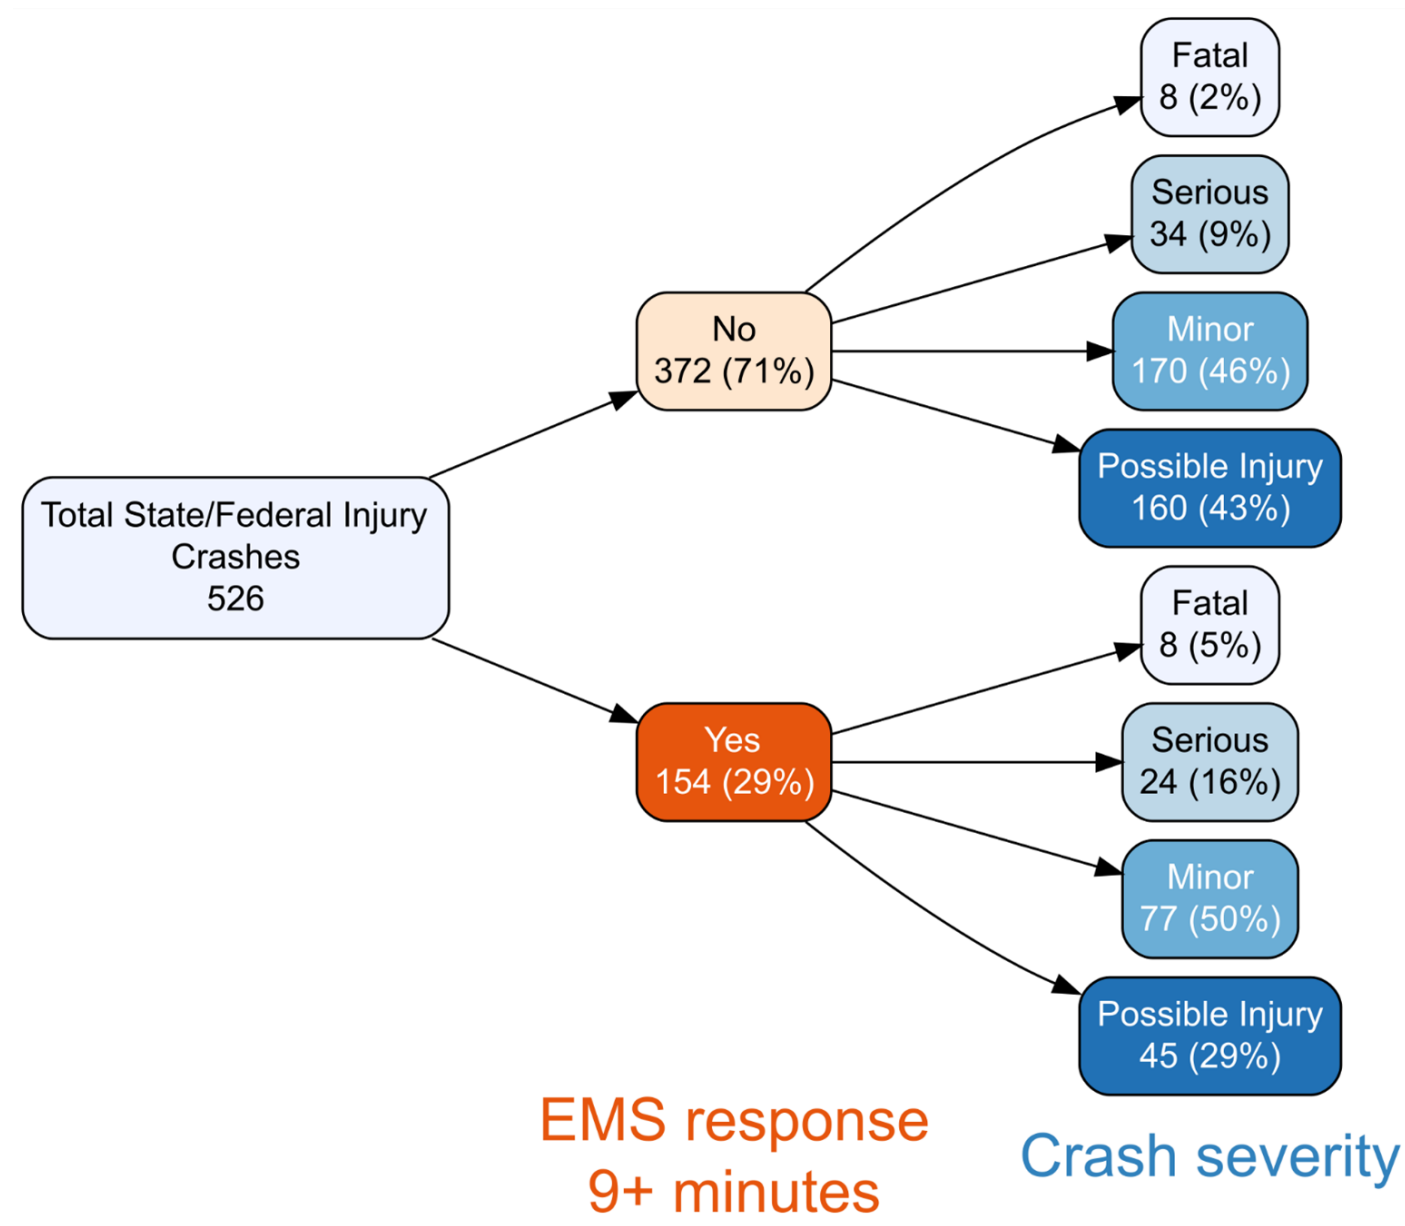 Total State/Federal Injury
Crashes
526
No
372 (71%)
Yes
154 (29%)
Fatal
8 (2%)
Serious
34 (9%)
Minor
170 (46%)
Possible Injury
160 (43%)
Fatal
8 (5%)
Serious
24 (16%)
Minor
77 (50%)
Possible Injury
45 (29%)
EMS response
9+ minutes
Crash severity